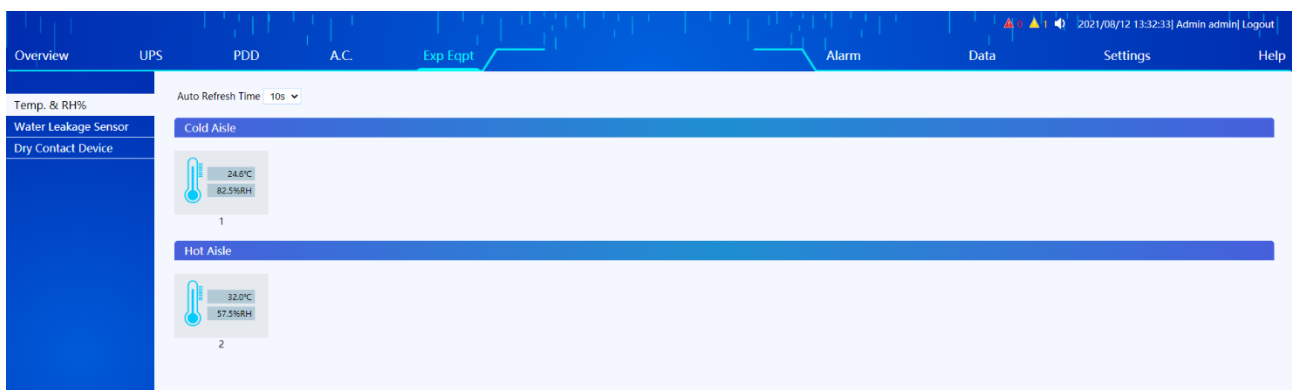 0 1 2021/08/12 13:32:33| Admin admin| Logout
Overview UPS PDD A.C. Exp Eqpt Alarm Data Settings Help
Temp. & RH%
Water Leakage Sensor
Dry Contact Device
Auto Refresh Time 10s
Cold Aisle
24.6°C
82.5%RH
1
Hot Aisle
32.0°C
57.5%RH
2